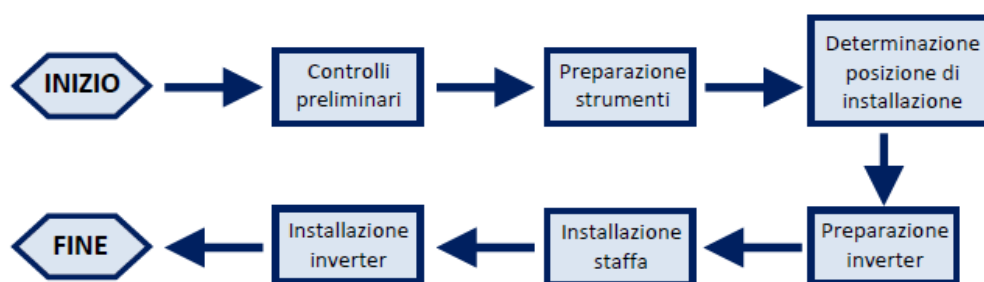 INIZIO
Controlli
preliminari
Preparazione
strumenti
Determinazione
posizione di
installazione
Preparazione
inverter
Installazione
staffa
Installazione
inverter
FINE